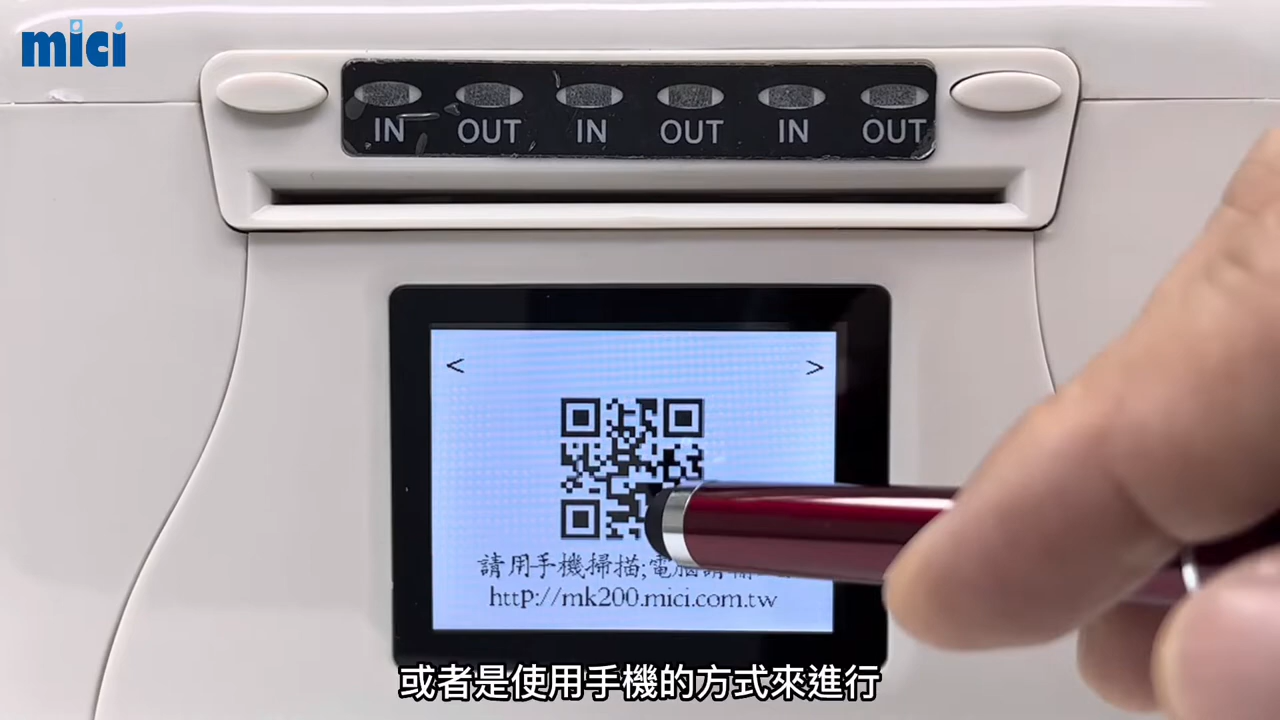 mici
IN OUT IN OUT IN OUT
< >
請用手機掃描,電腦請輸
http://mk200.mici.com.tw
或者是使用手機的方式來進行